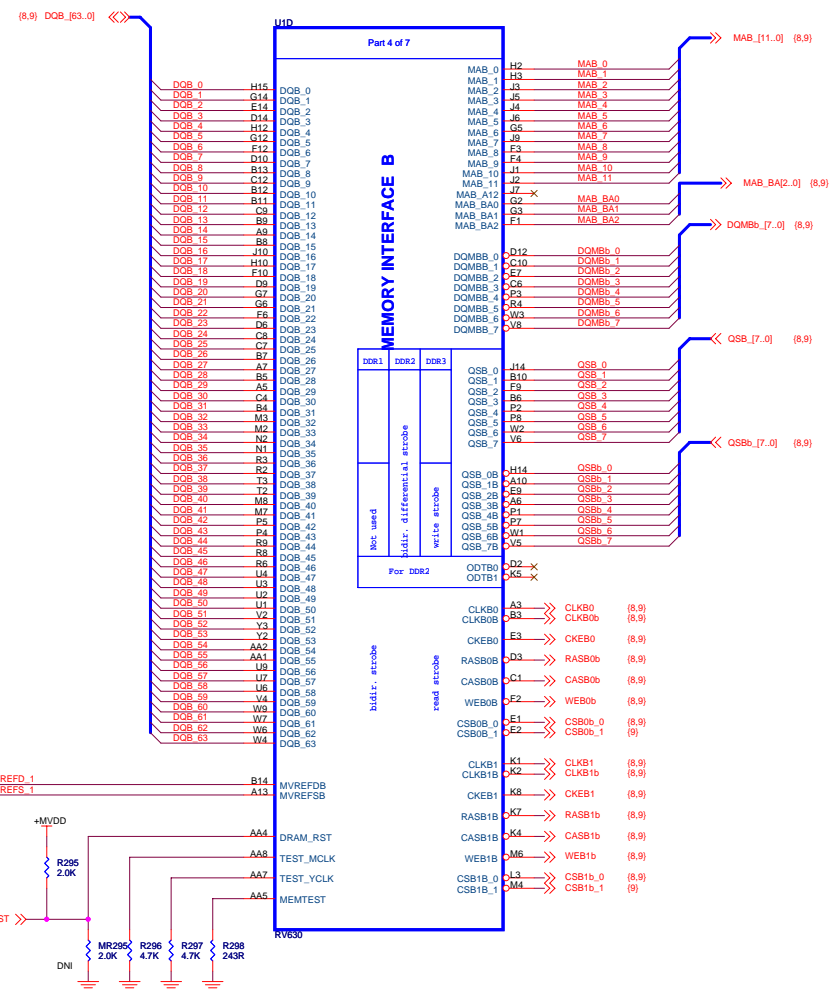 {8,9} DQB_[63..0]
U1D
Part 4 of 7
MEMORY INTERFACE B
DQB_0 H15 DQB_0
DQB_1 G14 DQB_1
DQB_2 E14 DQB_2
DQB_3 D14 DQB_3
DQB_4 H12 DQB_4
DQB_5 G12 DQB_5
DQB_6 F12 DQB_6
DQB_7 D10 DQB_7
DQB_8 B13 DQB_8
DQB_9 C12 DQB_9
DQB_10 B12 DQB_10
DQB_11 B11 DQB_11
DQB_12 C9 DQB_12
DQB_13 B9 DQB_13
DQB_14 A9 DQB_14
DQB_15 B8 DQB_15
DQB_16 J10 DQB_16
DQB_17 H10 DQB_17
DQB_18 F10 DQB_18
DQB_19 D9 DQB_19
DQB_20 G7 DQB_20
DQB_21 G6 DQB_21
DQB_22 F6 DQB_22
DQB_23 D6 DQB_23
DQB_24 C8 DQB_24
DQB_25 C7 DQB_25
DQB_26 B7 DQB_26
DQB_27 A7 DQB_27
DQB_28 B5 DQB_28
DQB_29 A5 DQB_29
DQB_30 C4 DQB_30
DQB_31 B4 DQB_31
DQB_32 M3 DQB_32
DQB_33 M2 DQB_33
DQB_34 N2 DQB_34
DQB_35 N1 DQB_35
DQB_36 R3 DQB_36
DQB_37 R2 DQB_37
DQB_38 T3 DQB_38
DQB_39 T2 DQB_39
DQB_40 M8 DQB_40
DQB_41 M7 DQB_41
DQB_42 P5 DQB_42
DQB_43 P4 DQB_43
DQB_44 R9 DQB_44
DQB_45 R8 DQB_45
DQB_46 R6 DQB_46
DQB_47 U4 DQB_47
DQB_48 U3 DQB_48
DQB_49 U2 DQB_49
DQB_50 U1 DQB_50
DQB_51 V2 DQB_51
DQB_52 Y3 DQB_52
DQB_53 Y2 DQB_53
DQB_54 AA2 DQB_54
DQB_55 AA1 DQB_55
DQB_56 U9 DQB_56
DQB_57 U7 DQB_57
DQB_58 U6 DQB_58
DQB_59 V4 DQB_59
DQB_60 W9 DQB_60
DQB_61 W7 DQB_61
DQB_62 W6 DQB_62
DQB_63 W4 DQB_63
REFD_1 B14 MVREFDB
REFS_1 A13 MVREFSB
AA4 DRAM_RST
AA8 TEST_MCLK
AA7 TEST_YCLK
AA5 MEMTEST
+MVDD
R295
2.0K
ST
MR295
2.0K
DNI
R296
4.7K
R297
4.7K
R298
243R
RV630
DDR1 DDR2 DDR3
Not used
bidir. differential strobe
write strobe
For DDR2
bidir. strobe
read strobe
MAB_0 H2 MAB_0
MAB_1 H3 MAB_1
MAB_2 J3 MAB_2
MAB_3 J5 MAB_3
MAB_4 J4 MAB_4
MAB_5 J6 MAB_5
MAB_6 G5 MAB_6
MAB_7 J9 MAB_7
MAB_8 F3 MAB_8
MAB_9 F4 MAB_9
MAB_10 J1 MAB_10
MAB_11 J2 MAB_11
MAB_A12 J7
MAB_BA0 G2 MAB_BA0
MAB_BA1 G3 MAB_BA1
MAB_BA2 F1 MAB_BA2
MAB_[11..0] {8,9}
MAB_BA[2..0] {8,9}
DQMBb_[7..0] {8,9}
DQMBB_0 D12 DQMBb_0
DQMBB_1 C10 DQMBb_1
DQMBB_2 E7 DQMBb_2
DQMBB_3 C6 DQMBb_3
DQMBB_4 P3 DQMBb_4
DQMBB_5 R4 DQMBb_5
DQMBB_6 W3 DQMBb_6
DQMBB_7 V8 DQMBb_7
QSB_[7..0] {8,9}
QSB_0 J14 QSB_0
QSB_1 B10 QSB_1
QSB_2 F9 QSB_2
QSB_3 B6 QSB_3
QSB_4 P2 QSB_4
QSB_5 P8 QSB_5
QSB_6 W2 QSB_6
QSB_7 V6 QSB_7
QSBb_[7..0] {8,9}
QSB_0B H14 QSBb_0
QSB_1B A10 QSBb_1
QSB_2B E9 QSBb_2
QSB_3B A6 QSBb_3
QSB_4B P1 QSBb_4
QSB_5B P7 QSBb_5
QSB_6B W1 QSBb_6
QSB_7B V5 QSBb_7
ODTB0 D2
ODTB1 K5
CLKB0 A3 CLKB0 {8,9}
CLKB0B B3 CLKB0b {8,9}
CKEB0 E3 CKEB0 {8,9}
RASB0B D3 RASB0b {8,9}
CASB0B C1 CASB0b {8,9}
WEB0B F2 WEB0b {8,9}
CSB0B_0 E1 CSB0b_0 {8,9}
CSB0B_1 E2 CSB0b_1 {9}
CLKB1 K1 CLKB1 {8,9}
CLKB1B K2 CLKB1b {8,9}
CKEB1 K8 CKEB1 {8,9}
RASB1B K7 RASB1b {8,9}
CASB1B K4 CASB1b {8,9}
WEB1B M6 WEB1b {8,9}
CSB1B_0 L3 CSB1b_0 {8,9}
CSB1B_1 M4 CSB1b_1 {9}